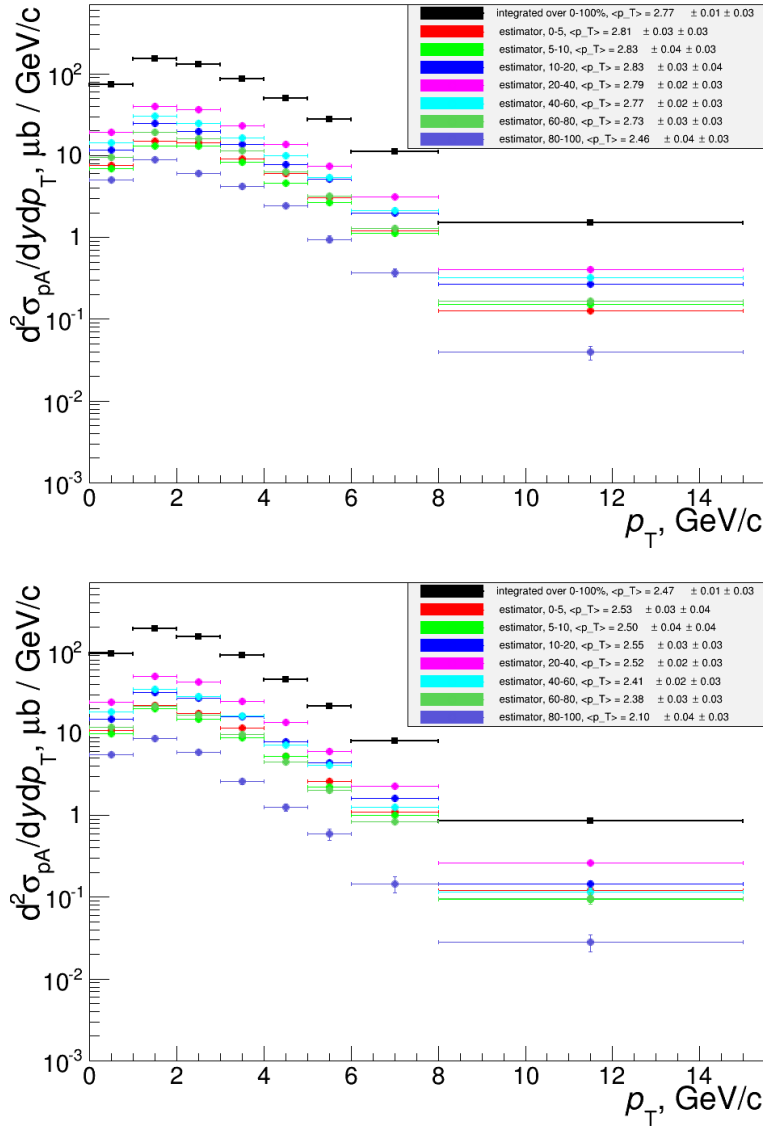 integrated over 0-100%, <p_T> = 2.77 ± 0.01 ± 0.03
estimator, 0-5, <p_T> = 2.81 ± 0.03 ± 0.03
estimator, 5-10, <p_T> = 2.83 ± 0.04 ± 0.03
estimator, 10-20, <p_T> = 2.83 ± 0.03 ± 0.04
estimator, 20-40, <p_T> = 2.79 ± 0.02 ± 0.03
estimator, 40-60, <p_T> = 2.77 ± 0.02 ± 0.03
estimator, 60-80, <p_T> = 2.73 ± 0.03 ± 0.03
estimator, 80-100, <p_T> = 2.46 ± 0.04 ± 0.03
d²σ_pA/dydp_T, μb / GeV/c
10²
10
1
10⁻¹
10⁻²
10⁻³
0 2 4 6 8 10 12 14
p_T, GeV/c
integrated over 0-100%, <p_T> = 2.47 ± 0.01 ± 0.03
estimator, 0-5, <p_T> = 2.53 ± 0.03 ± 0.04
estimator, 5-10, <p_T> = 2.50 ± 0.04 ± 0.04
estimator, 10-20, <p_T> = 2.55 ± 0.03 ± 0.03
estimator, 20-40, <p_T> = 2.52 ± 0.02 ± 0.03
estimator, 40-60, <p_T> = 2.41 ± 0.02 ± 0.03
estimator, 60-80, <p_T> = 2.38 ± 0.03 ± 0.03
estimator, 80-100, <p_T> = 2.10 ± 0.04 ± 0.03
d²σ_pA/dydp_T, μb / GeV/c
10²
10
1
10⁻¹
10⁻²
10⁻³
0 2 4 6 8 10 12 14
p_T, GeV/c